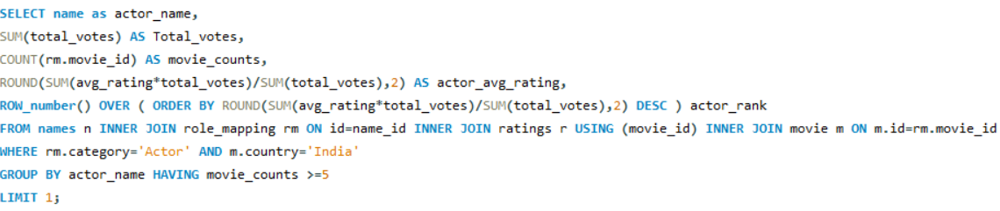 SELECT name as actor_name,
SUM(total_votes) AS Total_votes,
COUNT(rm.movie_id) AS movie_counts,
ROUND(SUM(avg_rating*total_votes)/SUM(total_votes),2) AS actor_avg_rating,
ROW_number() OVER ( ORDER BY ROUND(SUM(avg_rating*total_votes)/SUM(total_votes),2) DESC ) actor_rank
FROM names n INNER JOIN role_mapping rm ON id=name_id INNER JOIN ratings r USING (movie_id) INNER JOIN movie m ON m.id=rm.movie_id
WHERE rm.category='Actor' AND m.country='India'
GROUP BY actor_name HAVING movie_counts >=5
LIMIT 1;